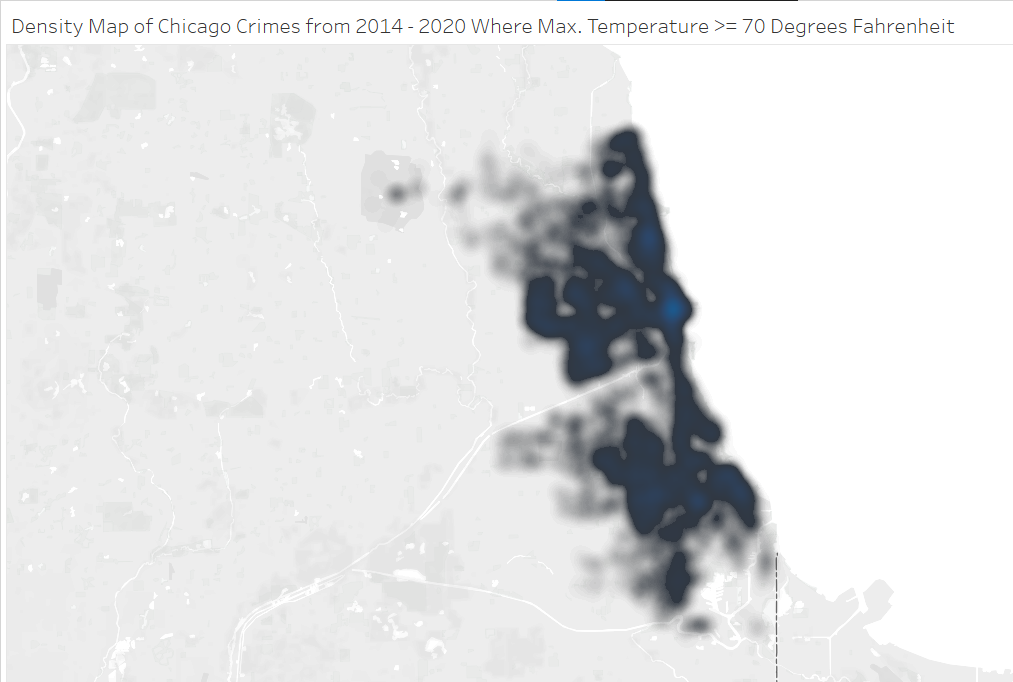 Density Map of Chicago Crimes from 2014 - 2020 Where Max. Temperature >= 70 Degrees Fahrenheit